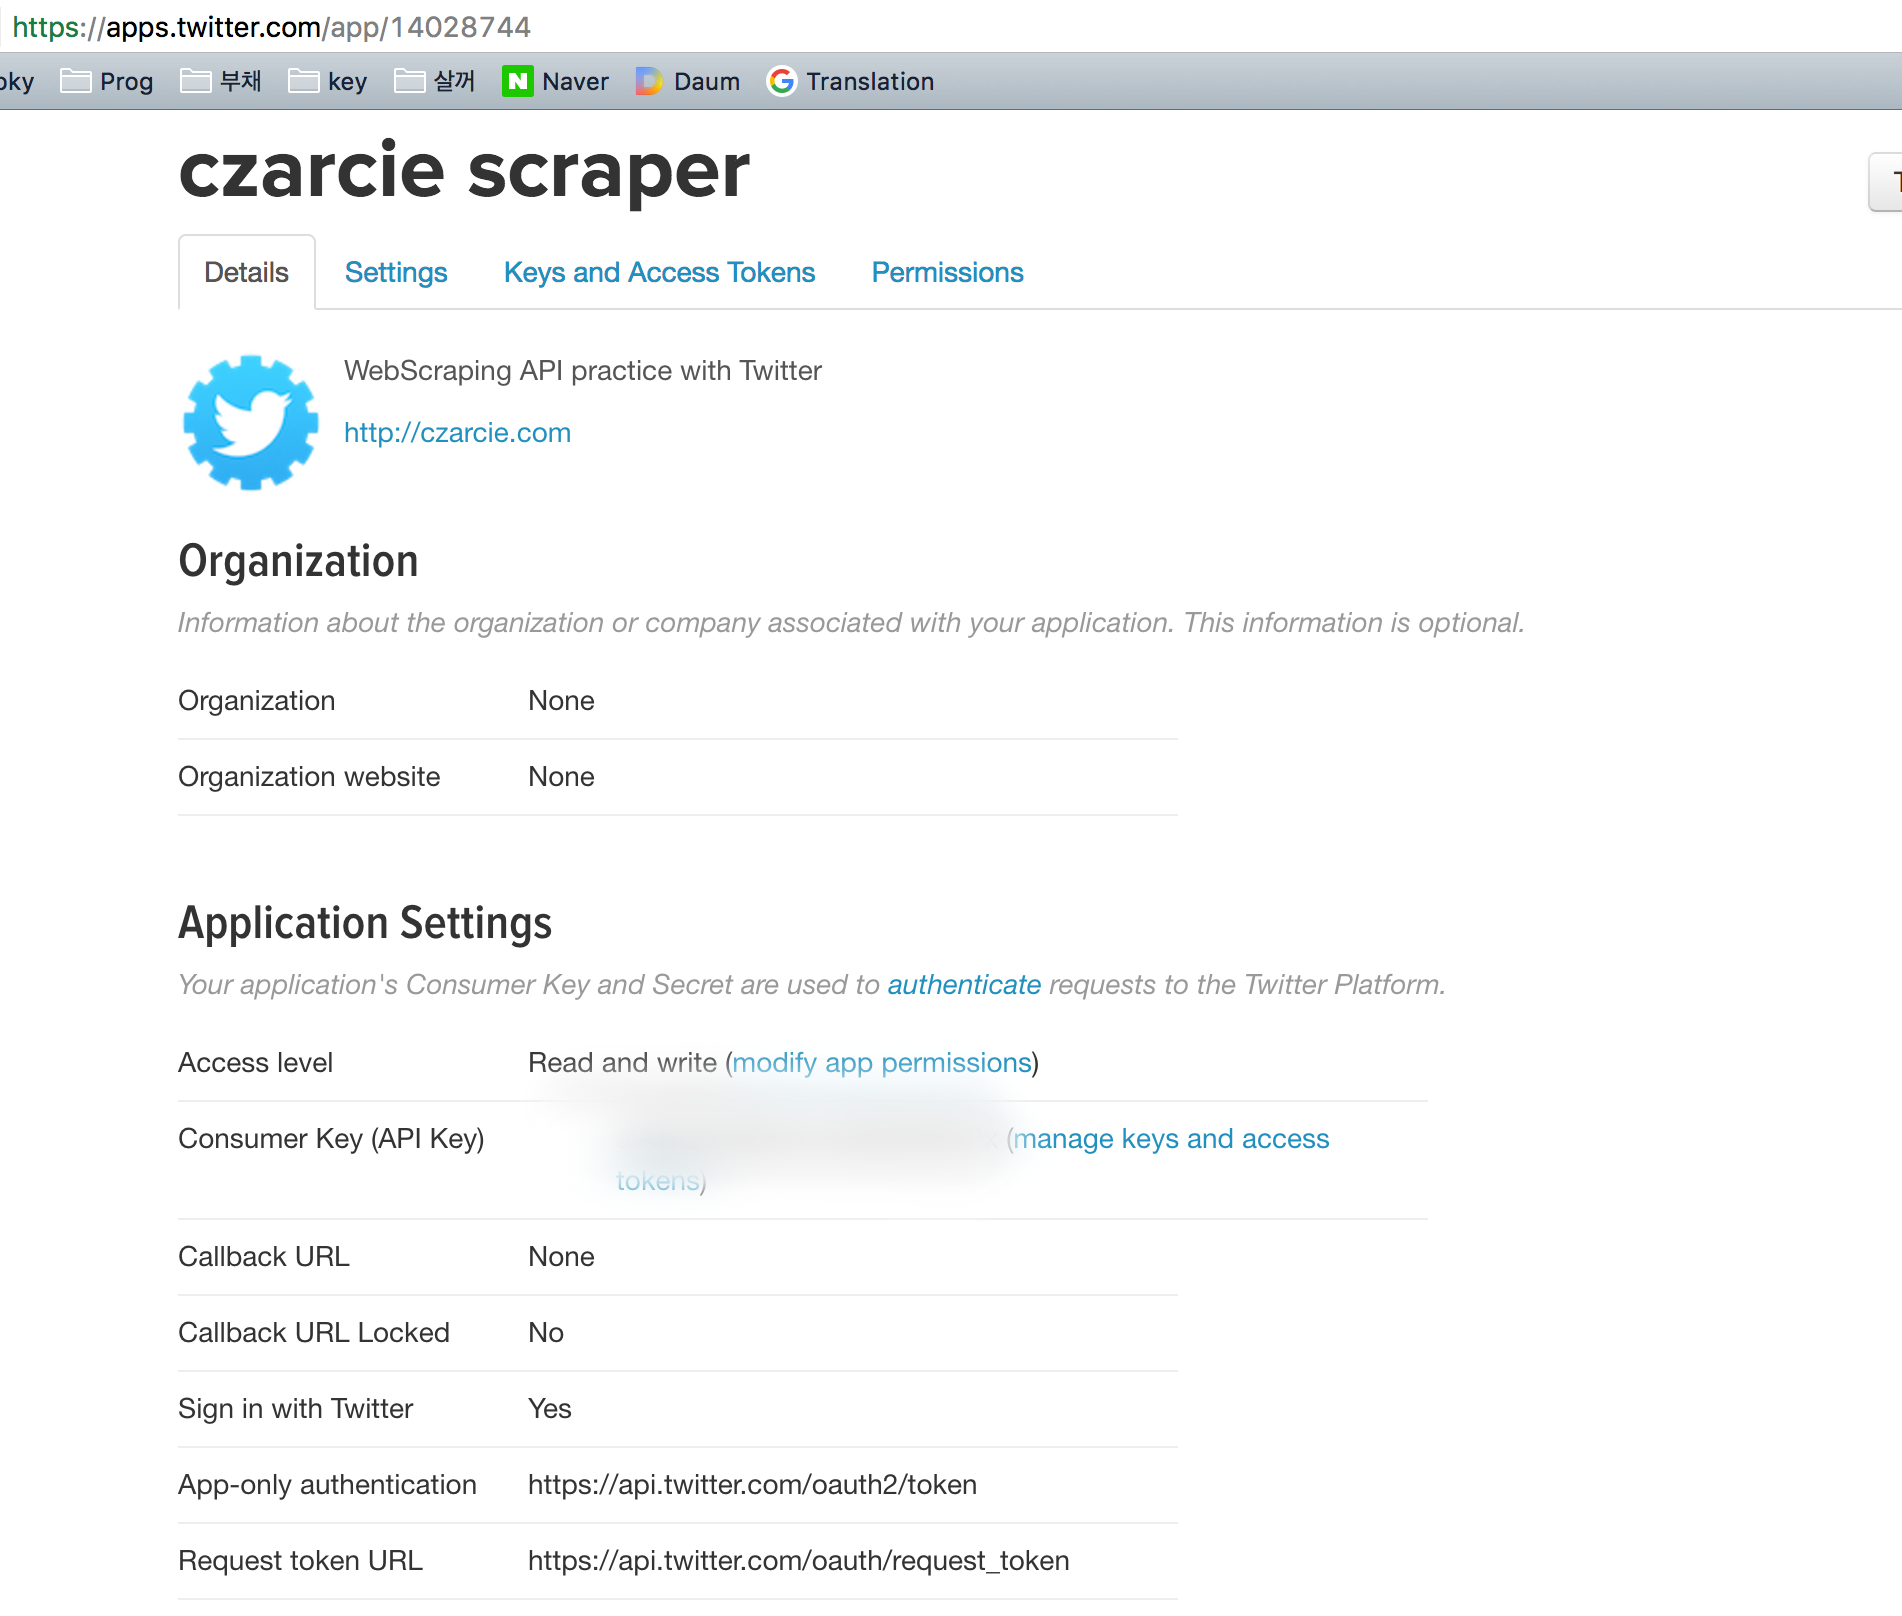 https://apps.twitter.com/app/14028744
Prog 부채 key 살꺼 N Naver Daum Translation
czarcie scraper
Details Settings Keys and Access Tokens Permissions
WebScraping API practice with Twitter
http://czarcie.com
Organization
Information about the organization or company associated with your application. This information is optional.
Organization None
Organization website None
Application Settings
Your application's Consumer Key and Secret are used to authenticate requests to the Twitter Platform.
Access level Read and write (modify app permissions)
Consumer Key (API Key) (manage keys and access
tokens)
Callback URL None
Callback URL Locked No
Sign in with Twitter Yes
App-only authentication https://api.twitter.com/oauth2/token
Request token URL https://api.twitter.com/oauth/request_token